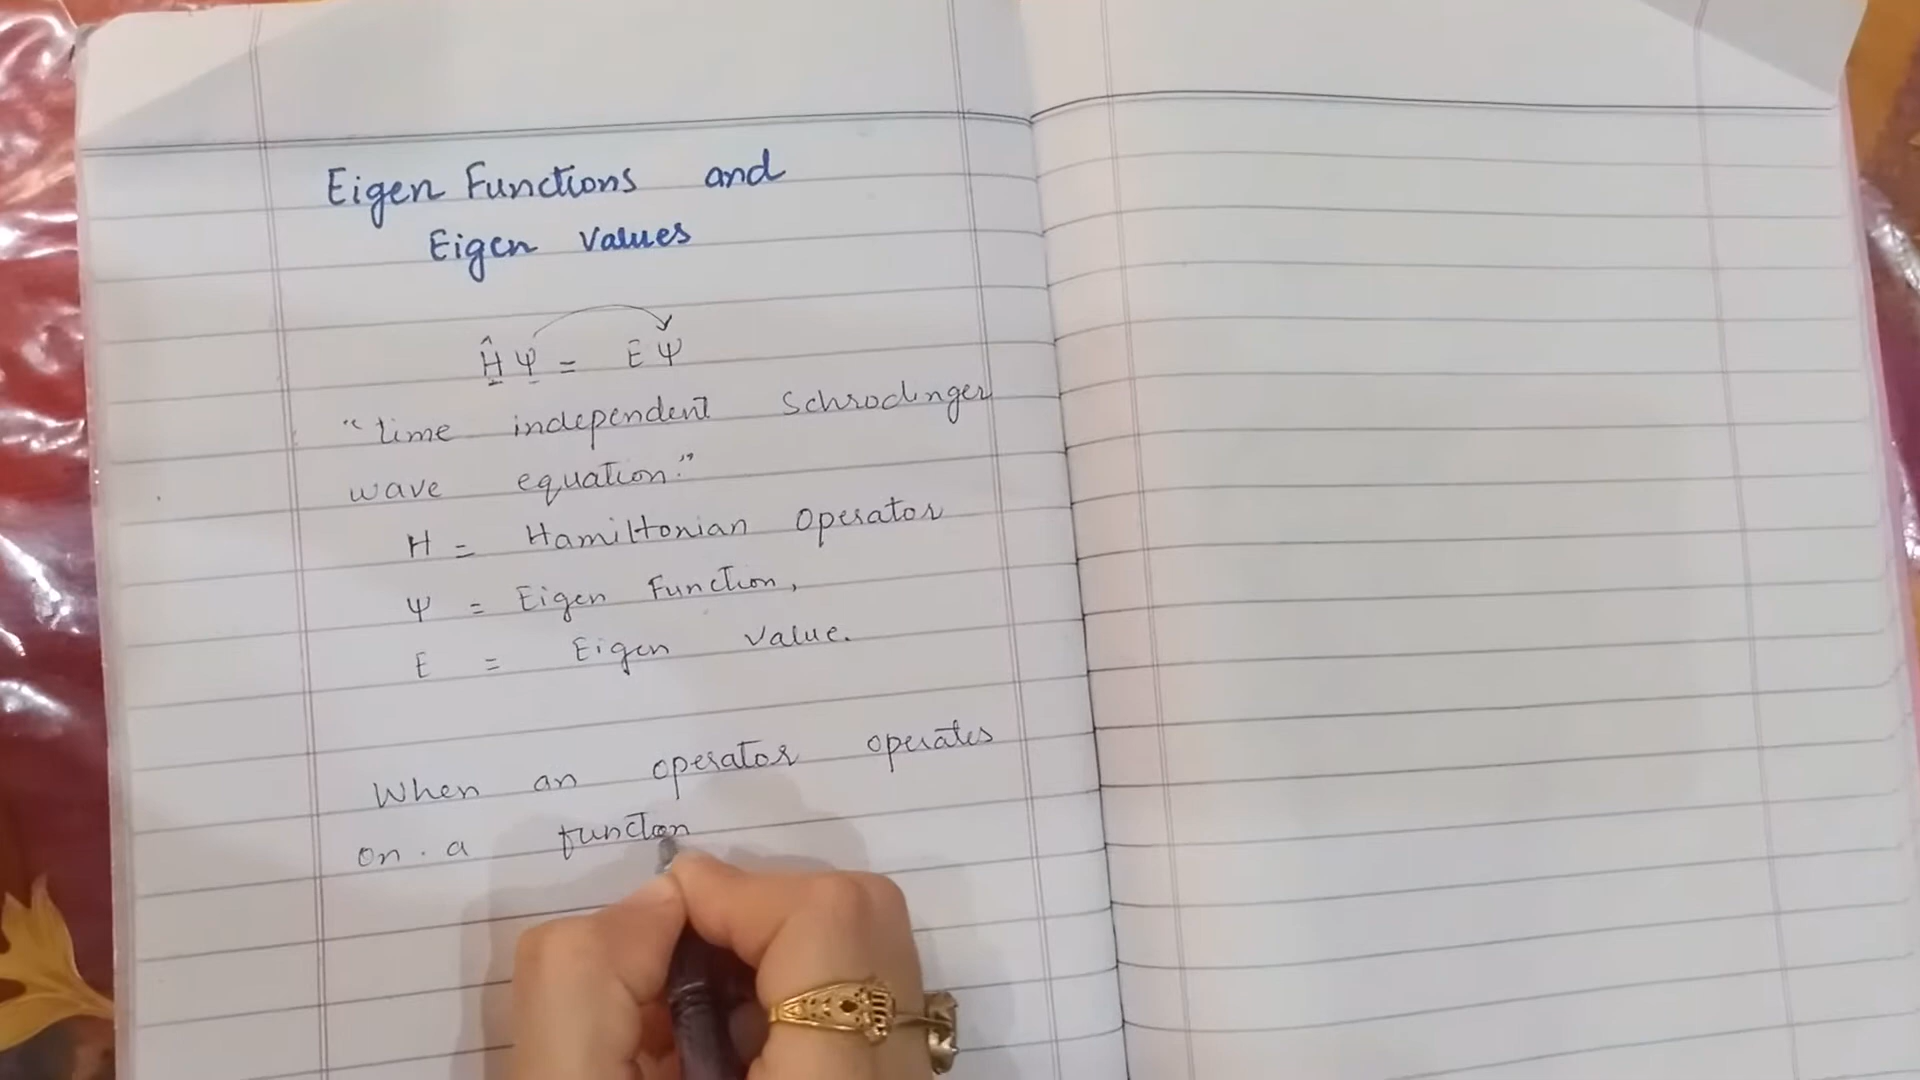 Eigen Functions and
Eigen Values
Ĥ Ψ = E Ψ
"time independent Schrodinger
wave equation."
H = Hamiltonian Operator
Ψ = Eigen Function,
E = Eigen Value.
When an operator operates
on a function